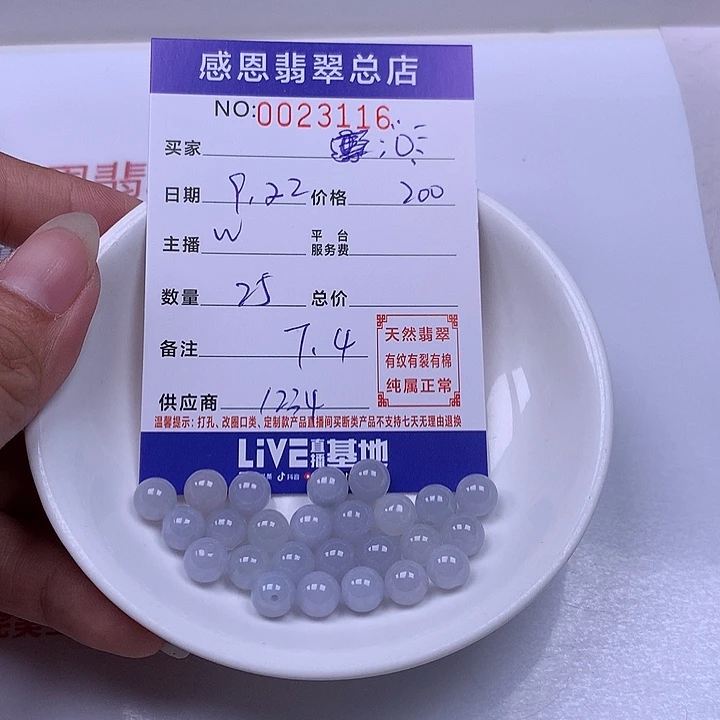 感恩翡翠总店
NO:0023116
买家
日期 9.22 价格 200
主播 W 平台服务费
数量 25 总价
备注 7.4
天然翡翠
有纹有裂有棉
纯属正常
供应商 1234
温馨提示：打孔、改圈口类、定制款产品直播间买断类产品不支持七天无理由退换
LiVE直播基地
抖音